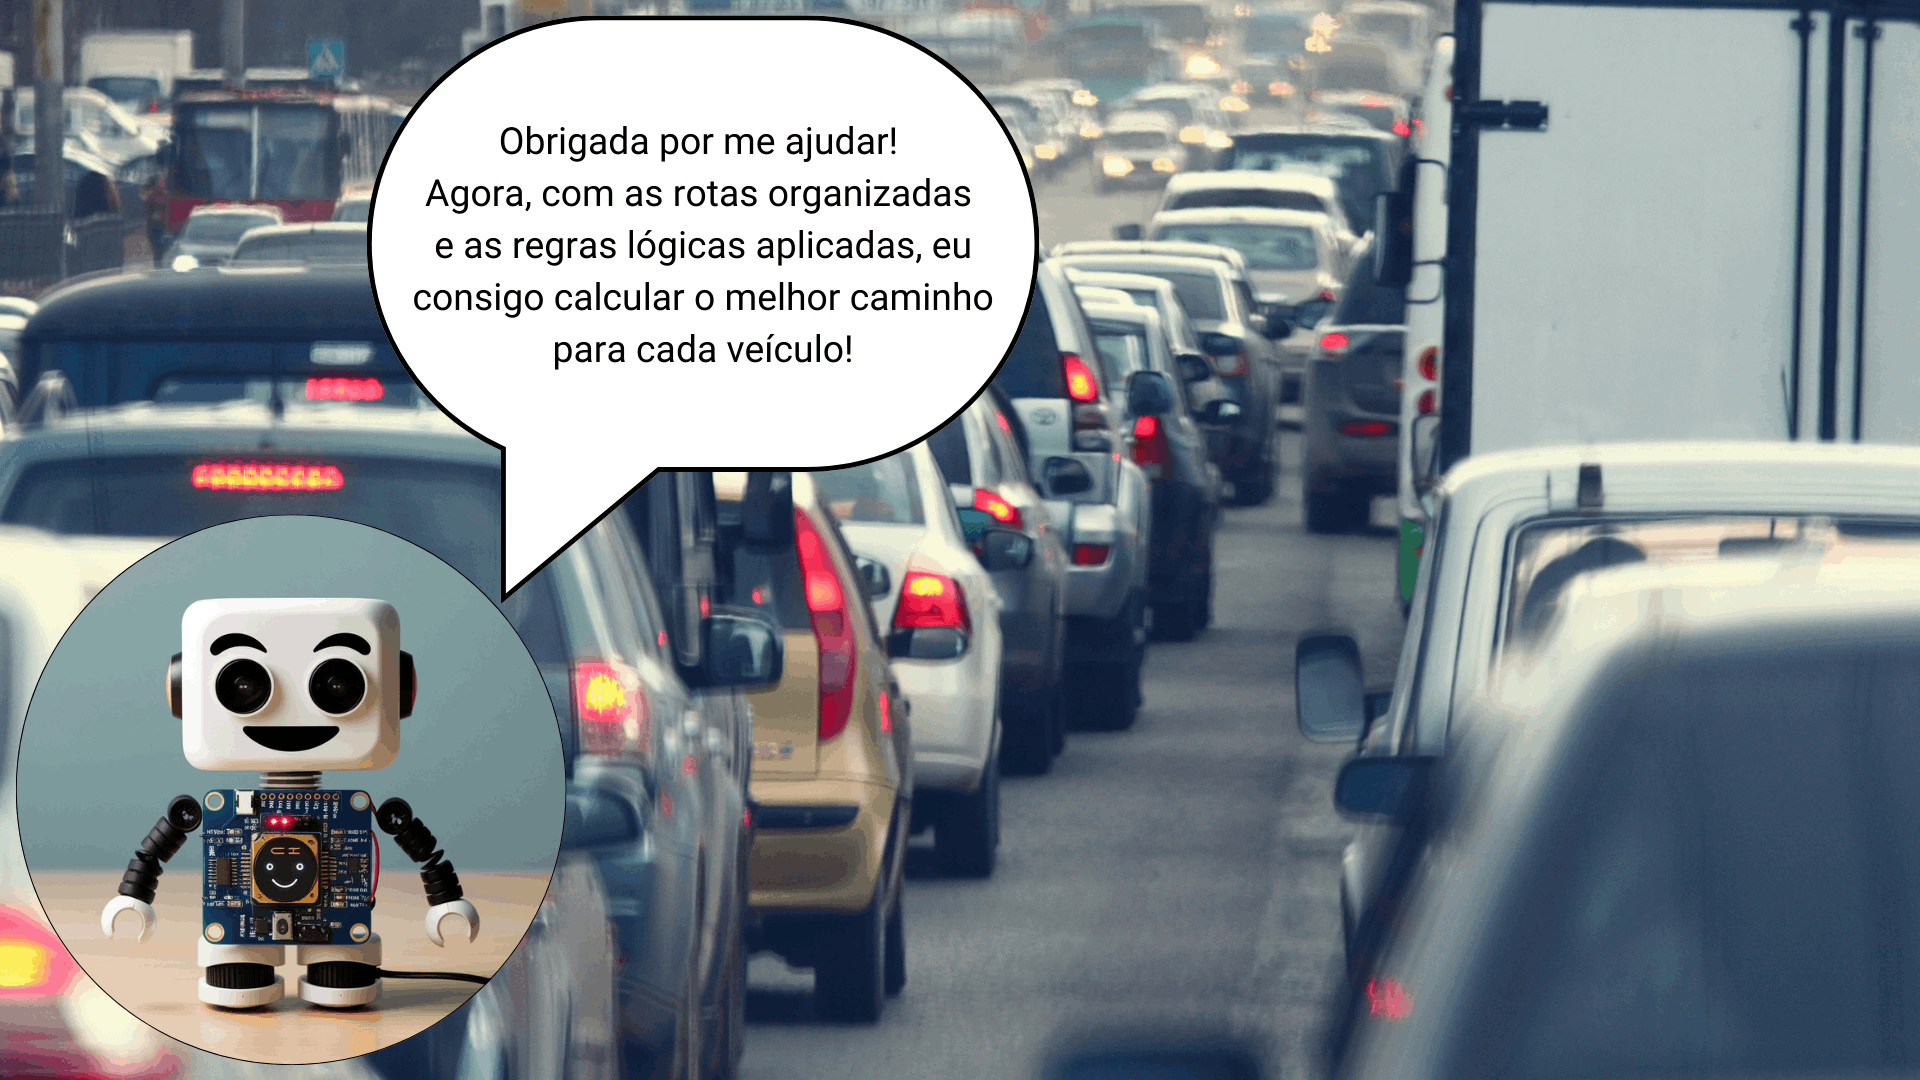 Obrigada por me ajudar!
Agora, com as rotas organizadas
e as regras lógicas aplicadas, eu
consigo calcular o melhor caminho
para cada veículo!